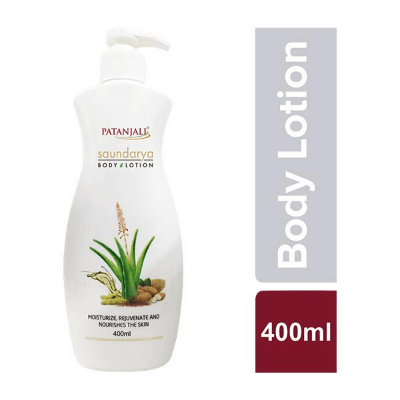 PATANJALI
saundarya
BODY LOTION
MOISTURIZE, REJUVENATE AND
NOURISHES THE SKIN
400ml
Body Lotion
400ml